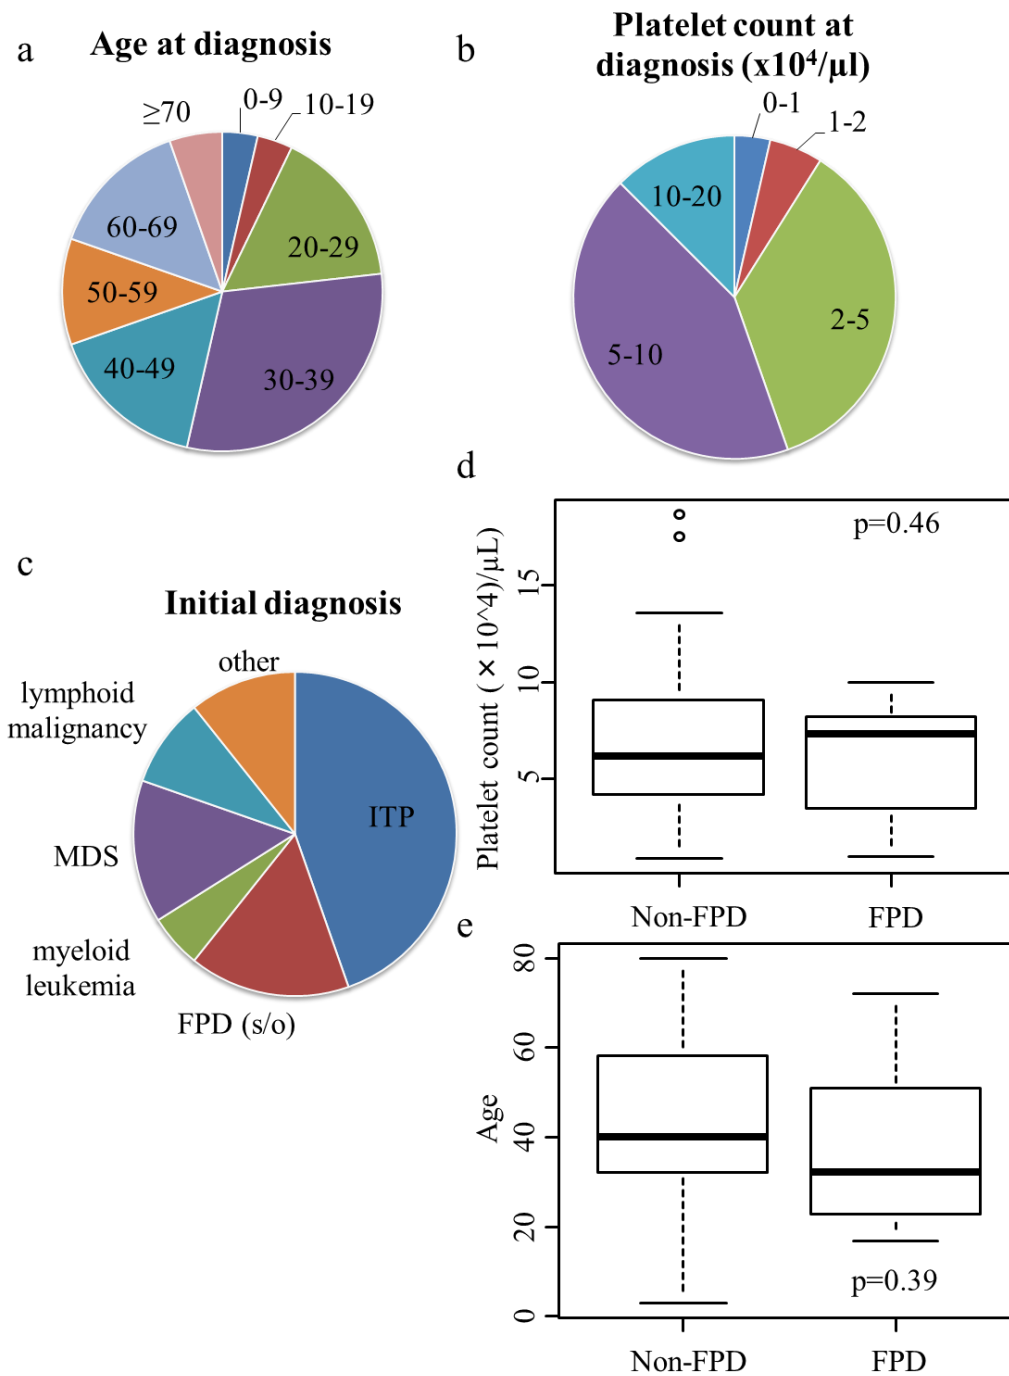 a
Age at diagnosis
≥70
0-9
10-19
60-69
20-29
50-59
40-49
30-39
b
Platelet count at
diagnosis (x10⁴/µl)
0-1
1-2
10-20
2-5
5-10
c
Initial diagnosis
other
lymphoid
malignancy
ITP
MDS
myeloid
leukemia
FPD (s/o)
d
p=0.46
Platelet count (×10^4)/µL
15
10
5
Non-FPD
FPD
e
Age
80
60
40
20
0
p=0.39
Non-FPD
FPD